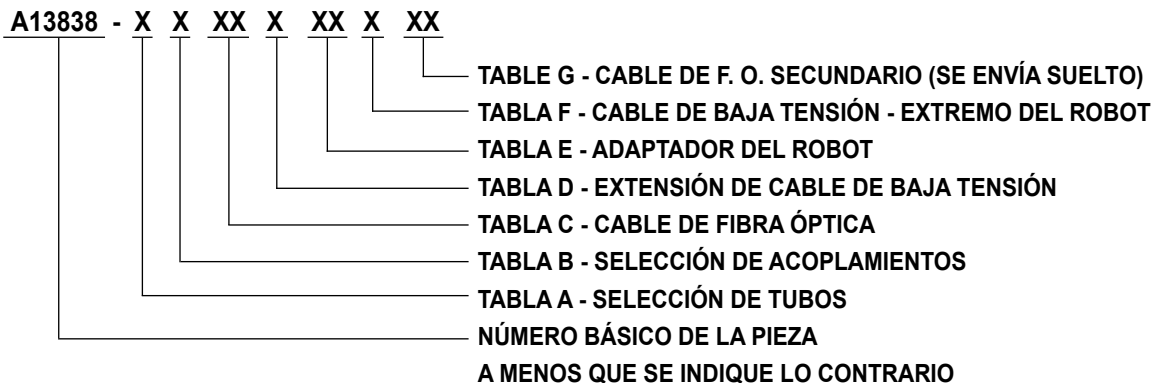 A13838 - X X XX X XX X XX
TABLE G - CABLE DE F. O. SECUNDARIO (SE ENVÍA SUELTO)
TABLA F - CABLE DE BAJA TENSIÓN - EXTREMO DEL ROBOT
TABLA E - ADAPTADOR DEL ROBOT
TABLA D - EXTENSIÓN DE CABLE DE BAJA TENSIÓN
TABLA C - CABLE DE FIBRA ÓPTICA
TABLA B - SELECCIÓN DE ACOPLAMIENTOS
TABLA A - SELECCIÓN DE TUBOS
NÚMERO BÁSICO DE LA PIEZA
A MENOS QUE SE INDIQUE LO CONTRARIO